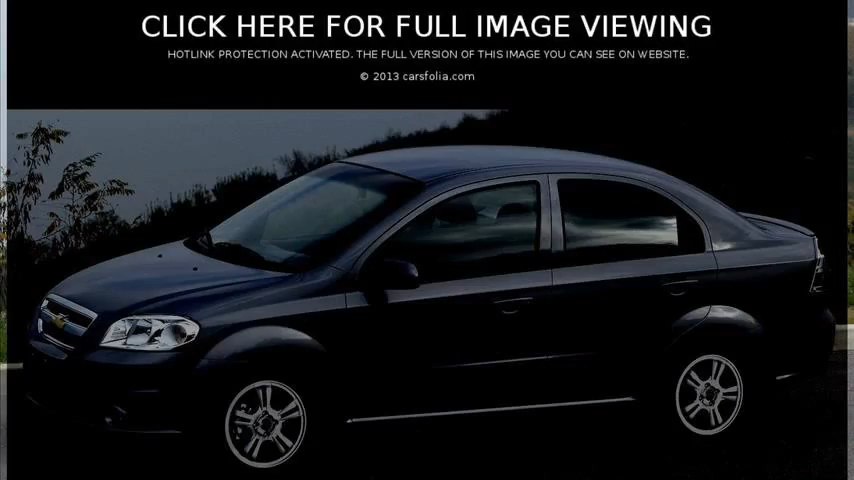 CLICK HERE FOR FULL IMAGE VIEWING
HOTLINK PROTECTION ACTIVATED. THE FULL VERSION OF THIS IMAGE YOU CAN SEE ON WEBSITE.
© 2013 carsfolia.com